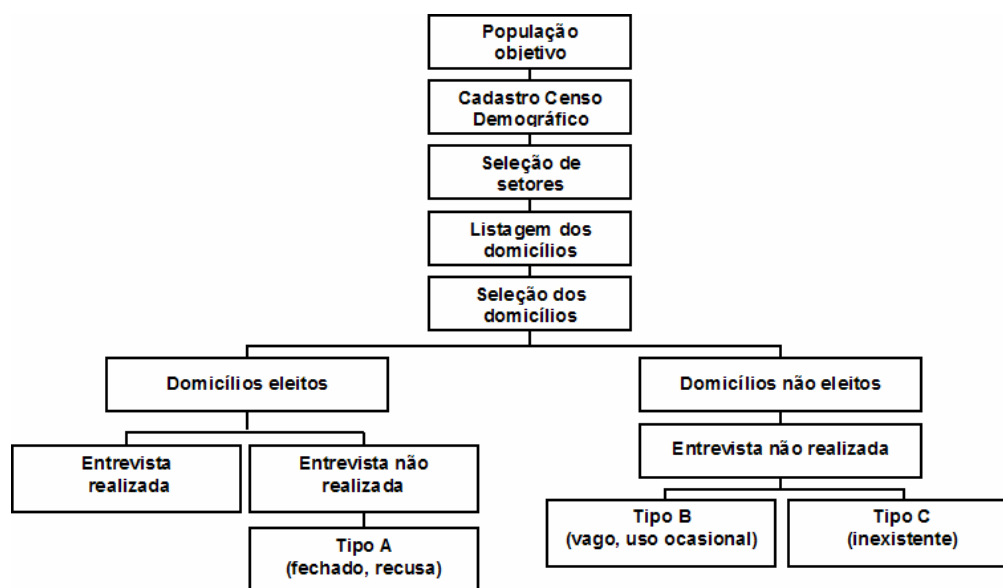 População
objetivo
Cadastro Censo
Demográfico
Seleção de
setores
Listagem dos
domicílios
Seleção dos
domicílios
Domicílios eleitos
Domicílios não eleitos
Entrevista
realizada
Entrevista não
realizada
Entrevista não realizada
Tipo A
(fechado, recusa)
Tipo B
(vago, uso ocasional)
Tipo C
(inexistente)